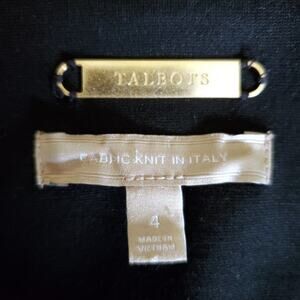 TALBOTS
FABRIC KNIT IN ITALY
4
MADE IN
VIETNAM